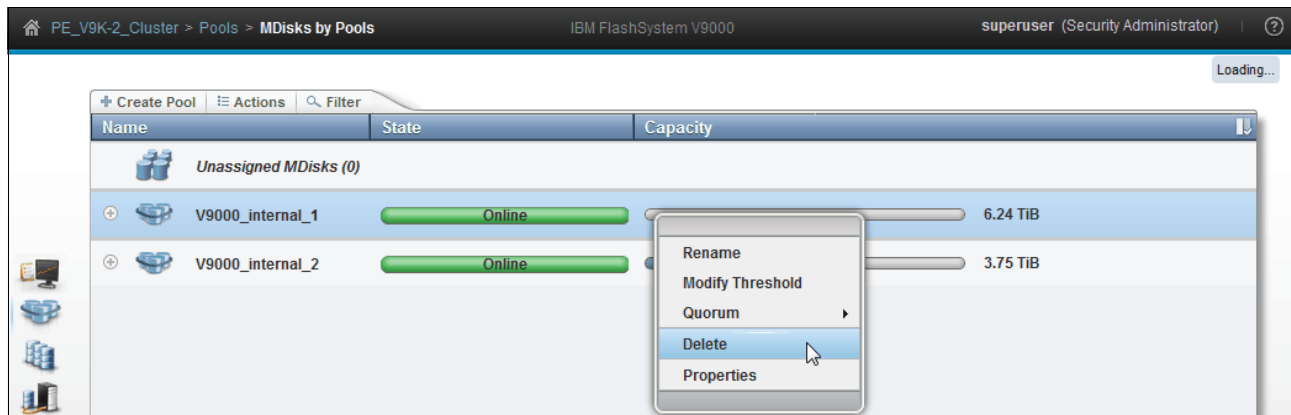 PE_V9K-2_Cluster > Pools > MDisks by Pools IBM FlashSystem V9000 superuser (Security Administrator) | ?
Loading...
Create Pool Actions Filter
Name State Capacity
Unassigned MDisks (0)
V9000_internal_1 Online 6.24 TiB
V9000_internal_2 Online 3.75 TiB
Rename
Modify Threshold
Quorum
Delete
Properties